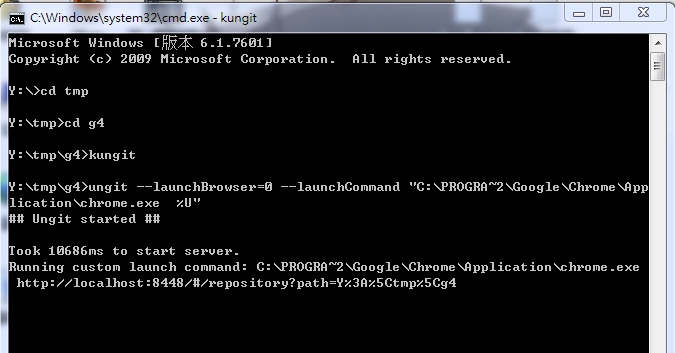 C:\Windows\system32\cmd.exe - kungit
Microsoft Windows [版本 6.1.7601]
Copyright (c) 2009 Microsoft Corporation.  All rights reserved.
Y:\>cd tmp
Y:\tmp>cd g4
Y:\tmp\g4>kungit
Y:\tmp\g4>ungit --launchBrowser=0 --launchCommand "C:\PROGRA~2\Google\Chrome\App
lication\chrome.exe  %U"
## Ungit started ##
Took 10686ms to start server.
Running custom launch command: C:\PROGRA~2\Google\Chrome\Application\chrome.exe
 http://localhost:8448/#/repository?path=Y%3A%5Ctmp%5Cg4